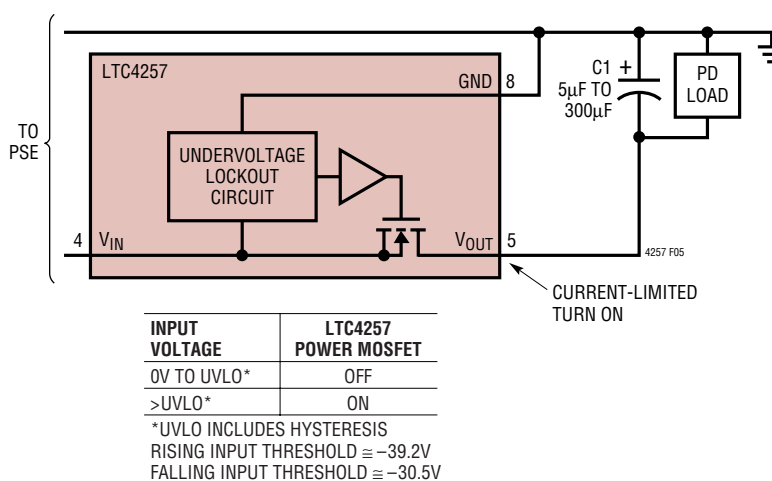 LTC4257
GND 8
C1 +
5μF TO
300μF
PD
LOAD
TO
PSE
UNDERVOLTAGE
LOCKOUT
CIRCUIT
4 VIN
VOUT 5
4257 F05
CURRENT-LIMITED
TURN ON
INPUT
VOLTAGE
LTC4257
POWER MOSFET
0V TO UVLO* OFF
>UVLO* ON
*UVLO INCLUDES HYSTERESIS
RISING INPUT THRESHOLD ≅ –39.2V
FALLING INPUT THRESHOLD ≅ –30.5V